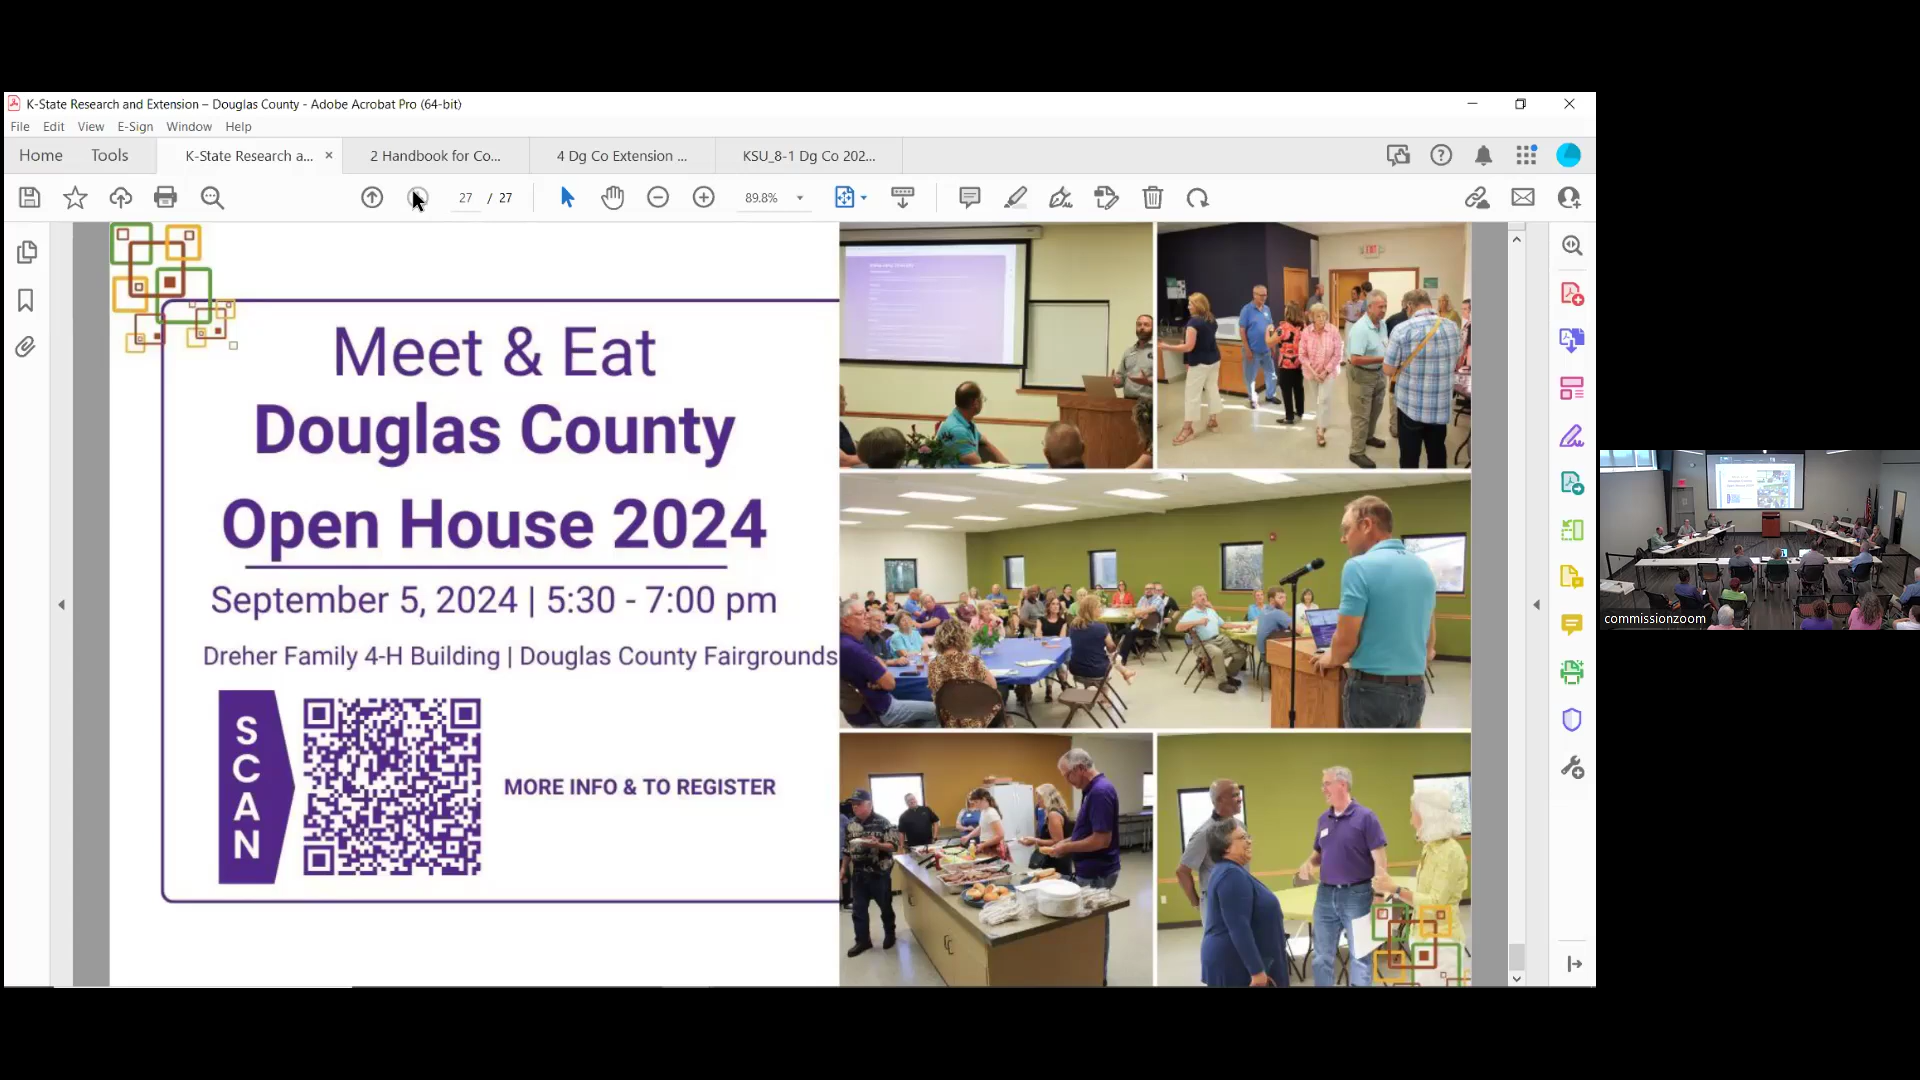 K-State Research and Extension – Douglas County - Adobe Acrobat Pro (64-bit)
File Edit View E-Sign Window Help
Home Tools K-State Research a... × 2 Handbook for Co... 4 Dg Co Extension ... KSU_8-1 Dg Co 202...
27 / 27 89.8%
Meet & Eat
Douglas County
Open House 2024
September 5, 2024 | 5:30 - 7:00 pm
Dreher Family 4-H Building | Douglas County Fairgrounds
SCAN
MORE INFO & TO REGISTER
EXIT
commissionzoom